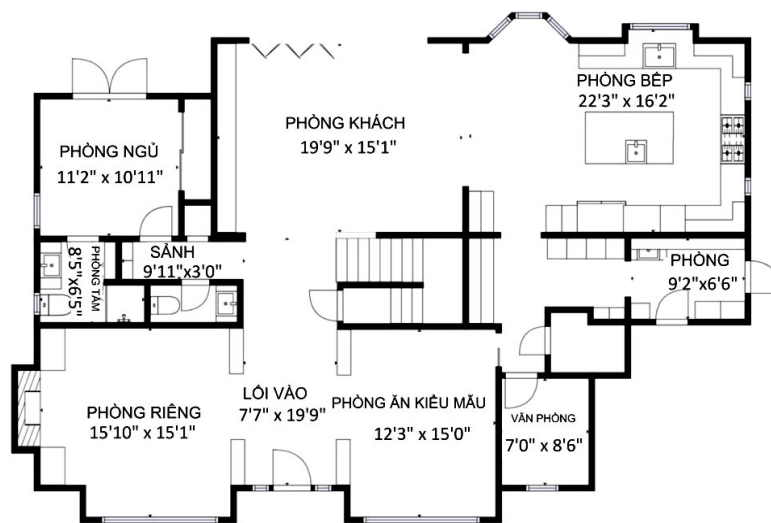 PHÒNG BẾP
22'3" x 16'2"
PHÒNG KHÁCH
19'9" x 15'1"
PHÒNG NGỦ
11'2" x 10'11"
PHÒNG TẮM
8'5"x6'5"
SẢNH
9'11"x3'0"
PHÒNG
9'2"x6'6"
PHÒNG RIÊNG
15'10" x 15'1"
LỐI VÀO
7'7" x 19'9"
PHÒNG ĂN KIỂU MẪU
12'3" x 15'0"
VĂN PHÒNG
7'0" x 8'6"